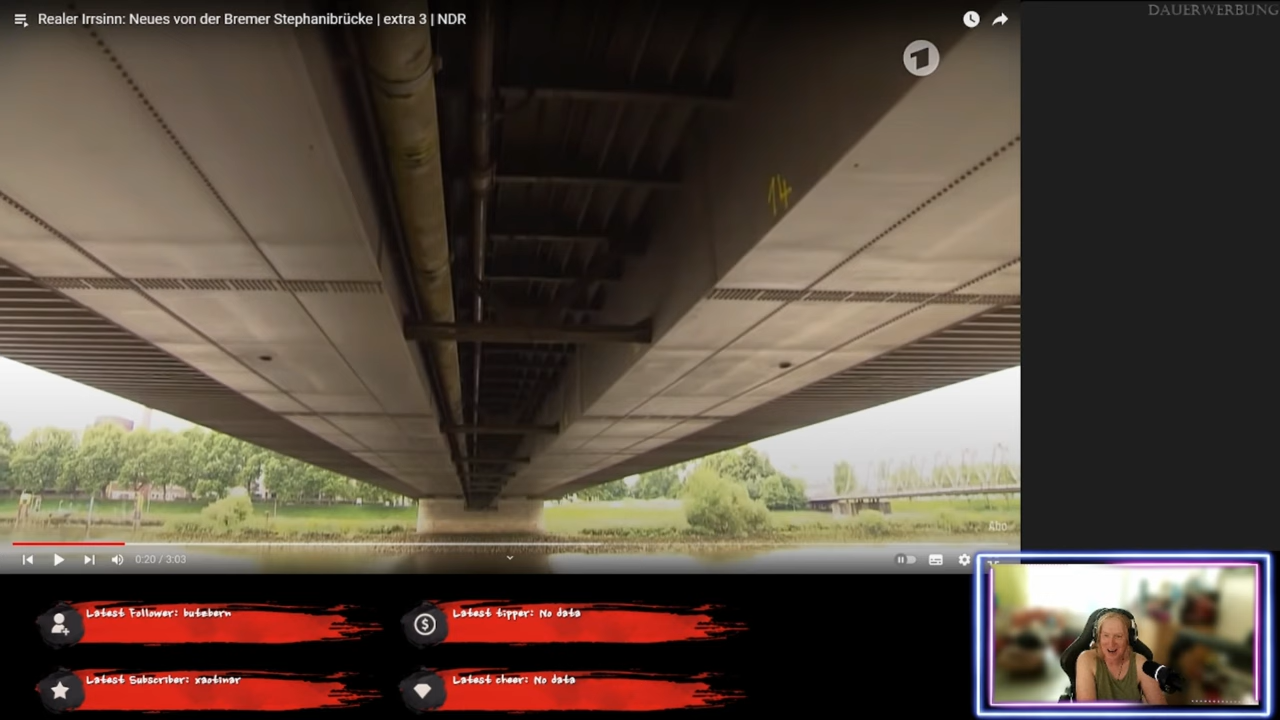 Realer Irrsinn: Neues von der Bremer Stephanibrücke | extra 3 | NDR
DAUERWERBUNG
14
Abo
0:20 / 3:03
Latest Follower: butebern
Latest tipper: No data
Latest Subscriber: xaotinar
Latest cheer: No data